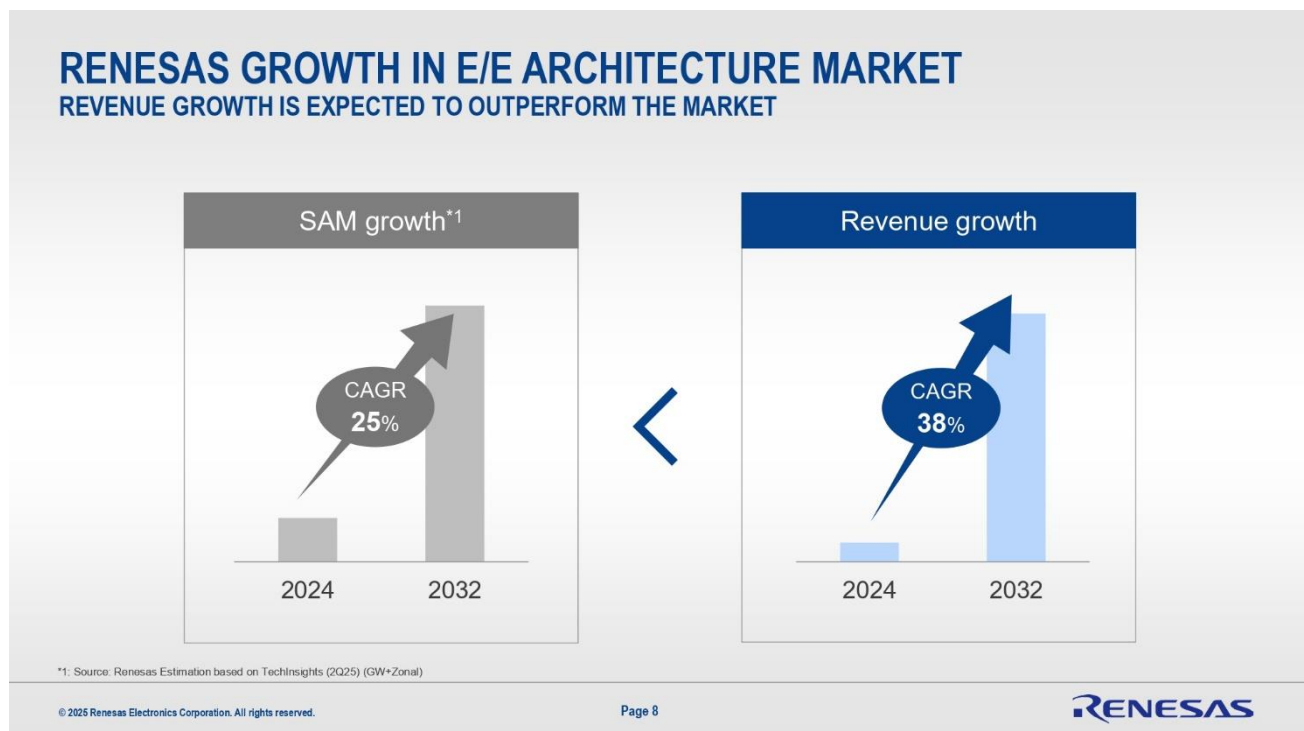 RENESAS GROWTH IN E/E ARCHITECTURE MARKET
REVENUE GROWTH IS EXPECTED TO OUTPERFORM THE MARKET
SAM growth*1
CAGR
25%
2024 2032
Revenue growth
CAGR
38%
2024 2032
*1: Source: Renesas Estimation based on TechInsights (2Q25) (GW+Zonal)
© 2025 Renesas Electronics Corporation. All rights reserved.
Page 8
RENESAS